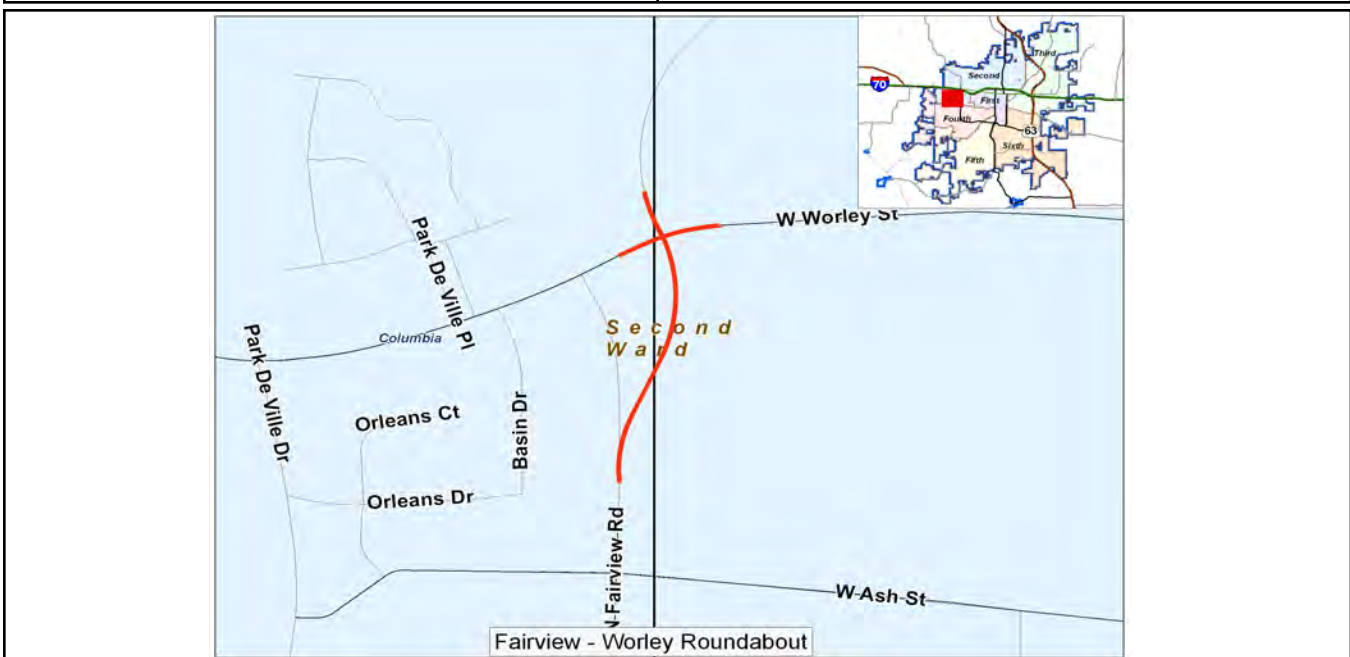 Third
Second
70
First
Fourth
63
Sixth
Fifth
W Worley St
Park De Ville Pl
Second
Ward
Columbia
Park De Ville Dr
Orleans Ct
Basin Dr
Orleans Dr
N Fairview Rd
W Ash St
Fairview - Worley Roundabout